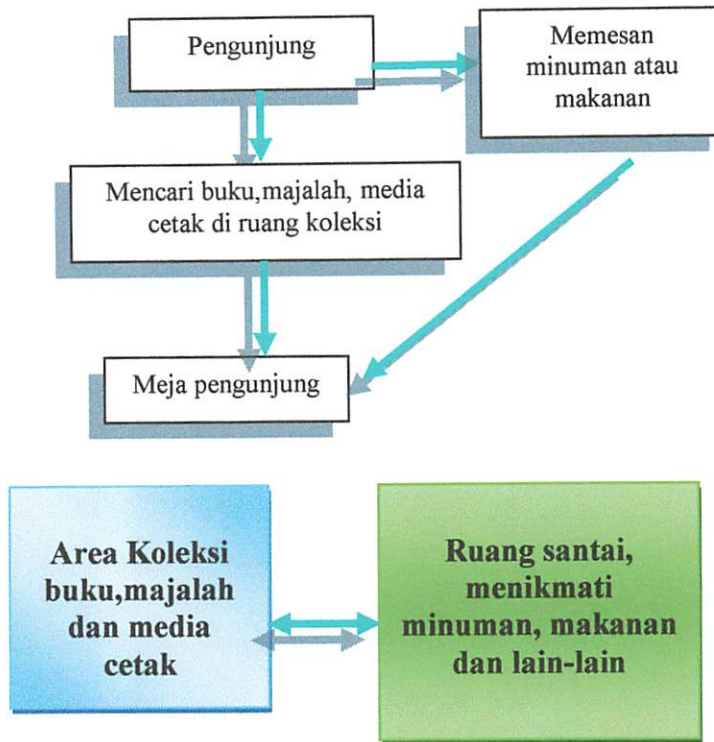 Pengunjung
Memesan
minuman atau
makanan
Mencari buku,majalah, media
cetak di ruang koleksi
Meja pengunjung
Area Koleksi
buku,majalah
dan media
cetak
Ruang santai,
menikmati
minuman, makanan
dan lain-lain